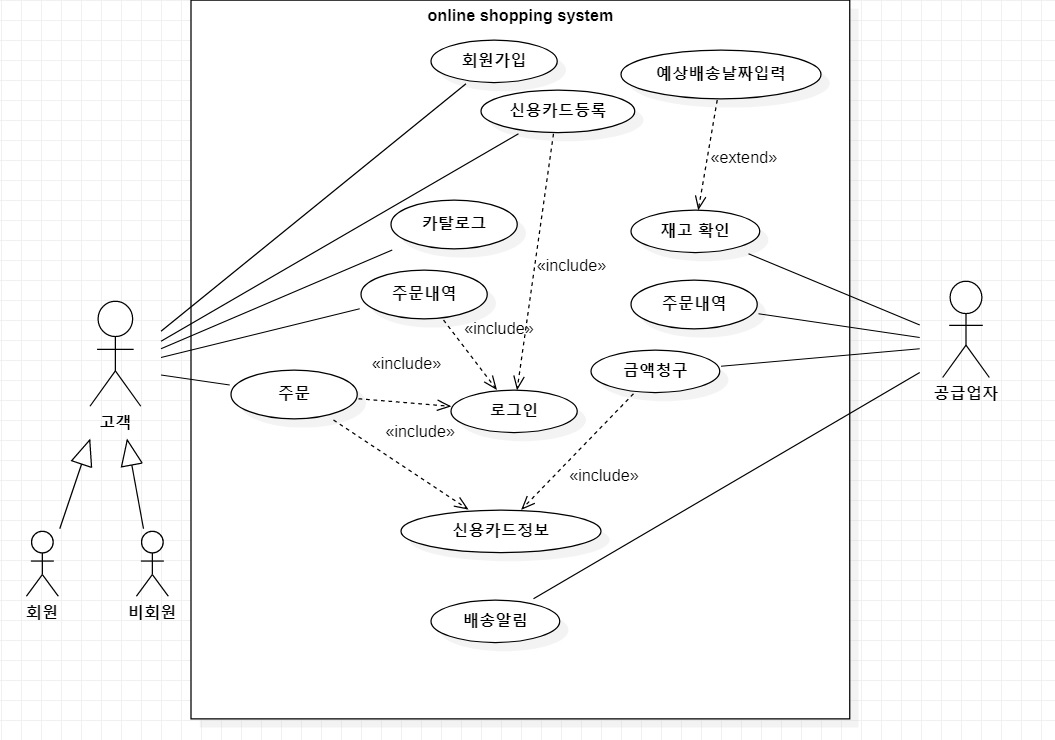 online shopping system
회원가입
예상배송날짜입력
신용카드등록
«extend»
카탈로그
재고 확인
«include»
주문내역
주문내역
«include»
«include»
금액청구
주문
로그인
고객
공급업자
«include»
«include»
신용카드정보
회원
비회원
배송알림